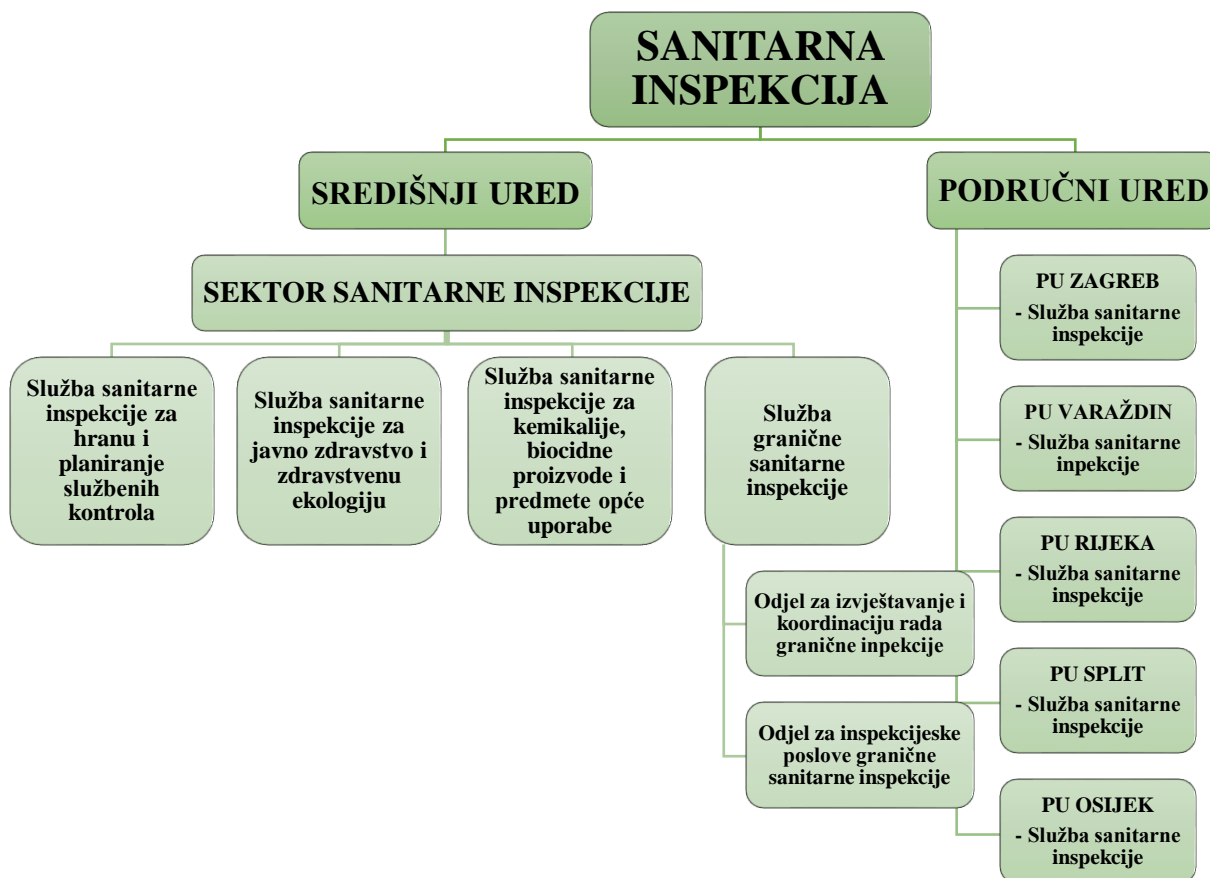 SANITARNA
INSPEKCIJA
SREDIŠNJI URED
PODRUČNI URED
SEKTOR SANITARNE INSPEKCIJE
Služba sanitarne
inspekcije za
hranu i
planiranje
službenih
kontrola
Služba sanitarne
inspekcije za
javno zdravstvo i
zdravstvenu
ekologiju
Služba sanitarne
inspekcije za
kemikalije,
biocidne
proizvode i
predmete opće
uporabe
Služba
granične
sanitarne
inspekcije
Odjel za izvještavanje i
koordinaciju rada
granične inpekcije
Odjel za inspekcijeske
poslove granične
sanitarne inspekcije
PU ZAGREB
- Služba sanitarne
inspekcije
PU VARAŽDIN
- Služba sanitarne
inpekcije
PU RIJEKA
- Služba sanitarne
inspekcije
PU SPLIT
- Služba sanitarne
inspekcije
PU OSIJEK
- Služba sanitarne
inspekcije